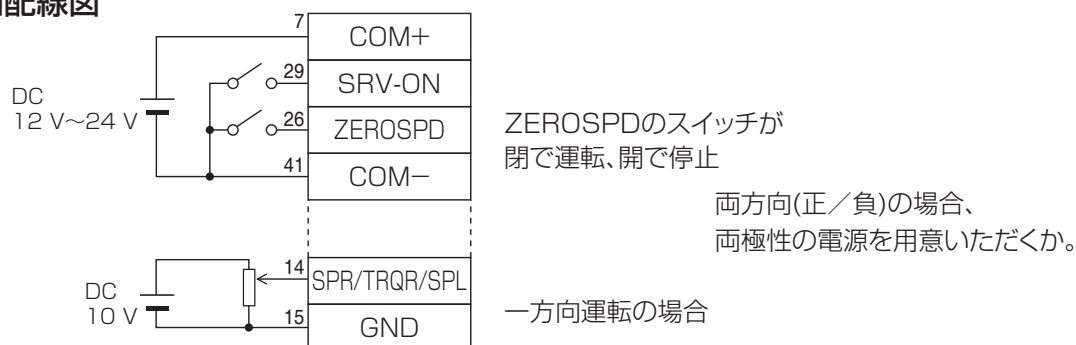 配線図
7
COM+
29
SRV-ON
26
ZEROSPD
41
COM−
DC
12 V～24 V
ZEROSPDのスイッチが
閉で運転、開で停止
両方向(正／負)の場合、
両極性の電源を用意いただくか。
14
SPR/TRQR/SPL
15
GND
DC
10 V
一方向運転の場合